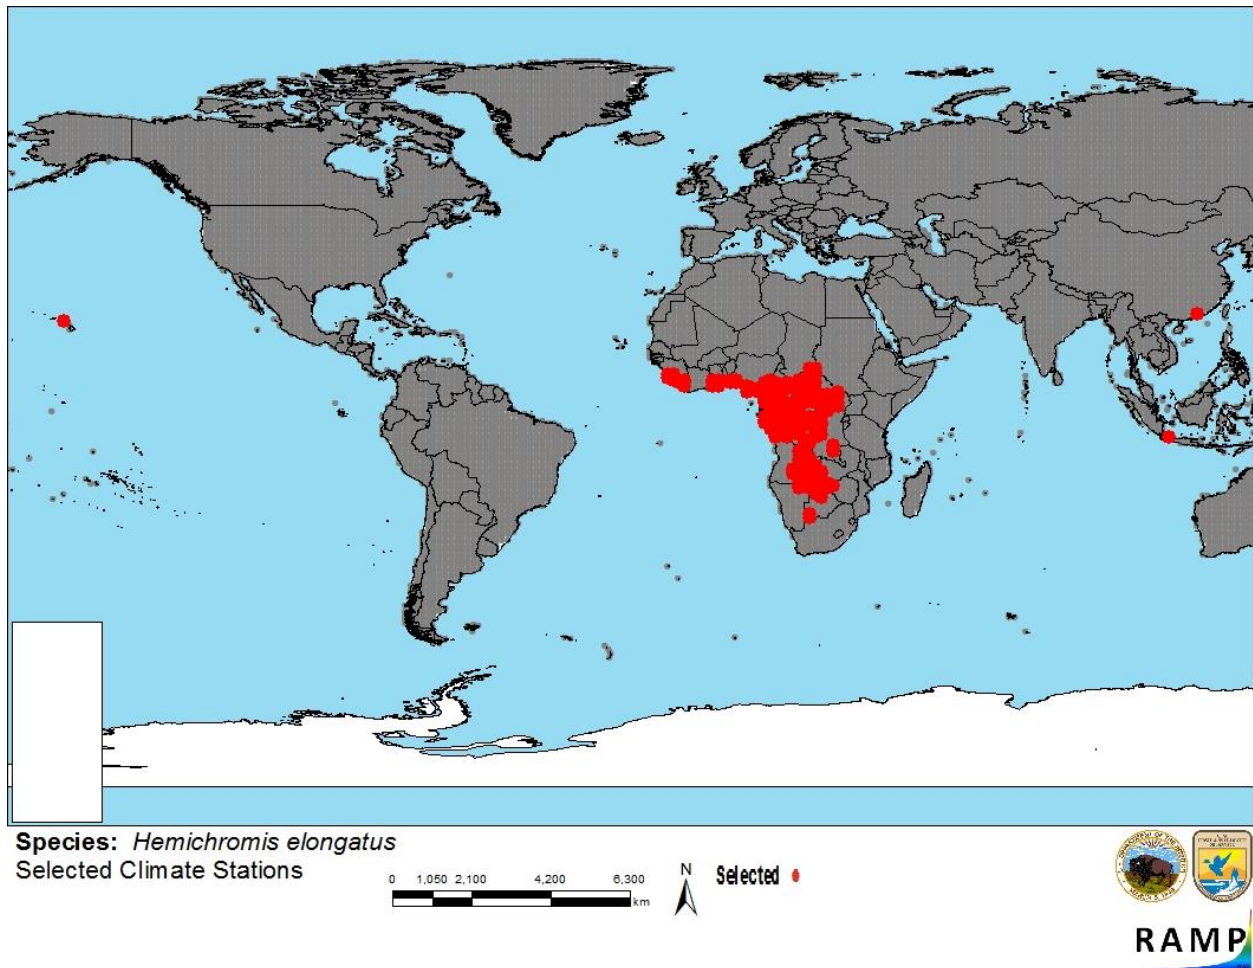 Species: Hemichromis elongatus
Selected Climate Stations
0 1,050 2,100 4,200 6,300
km
N
Selected
RAMP